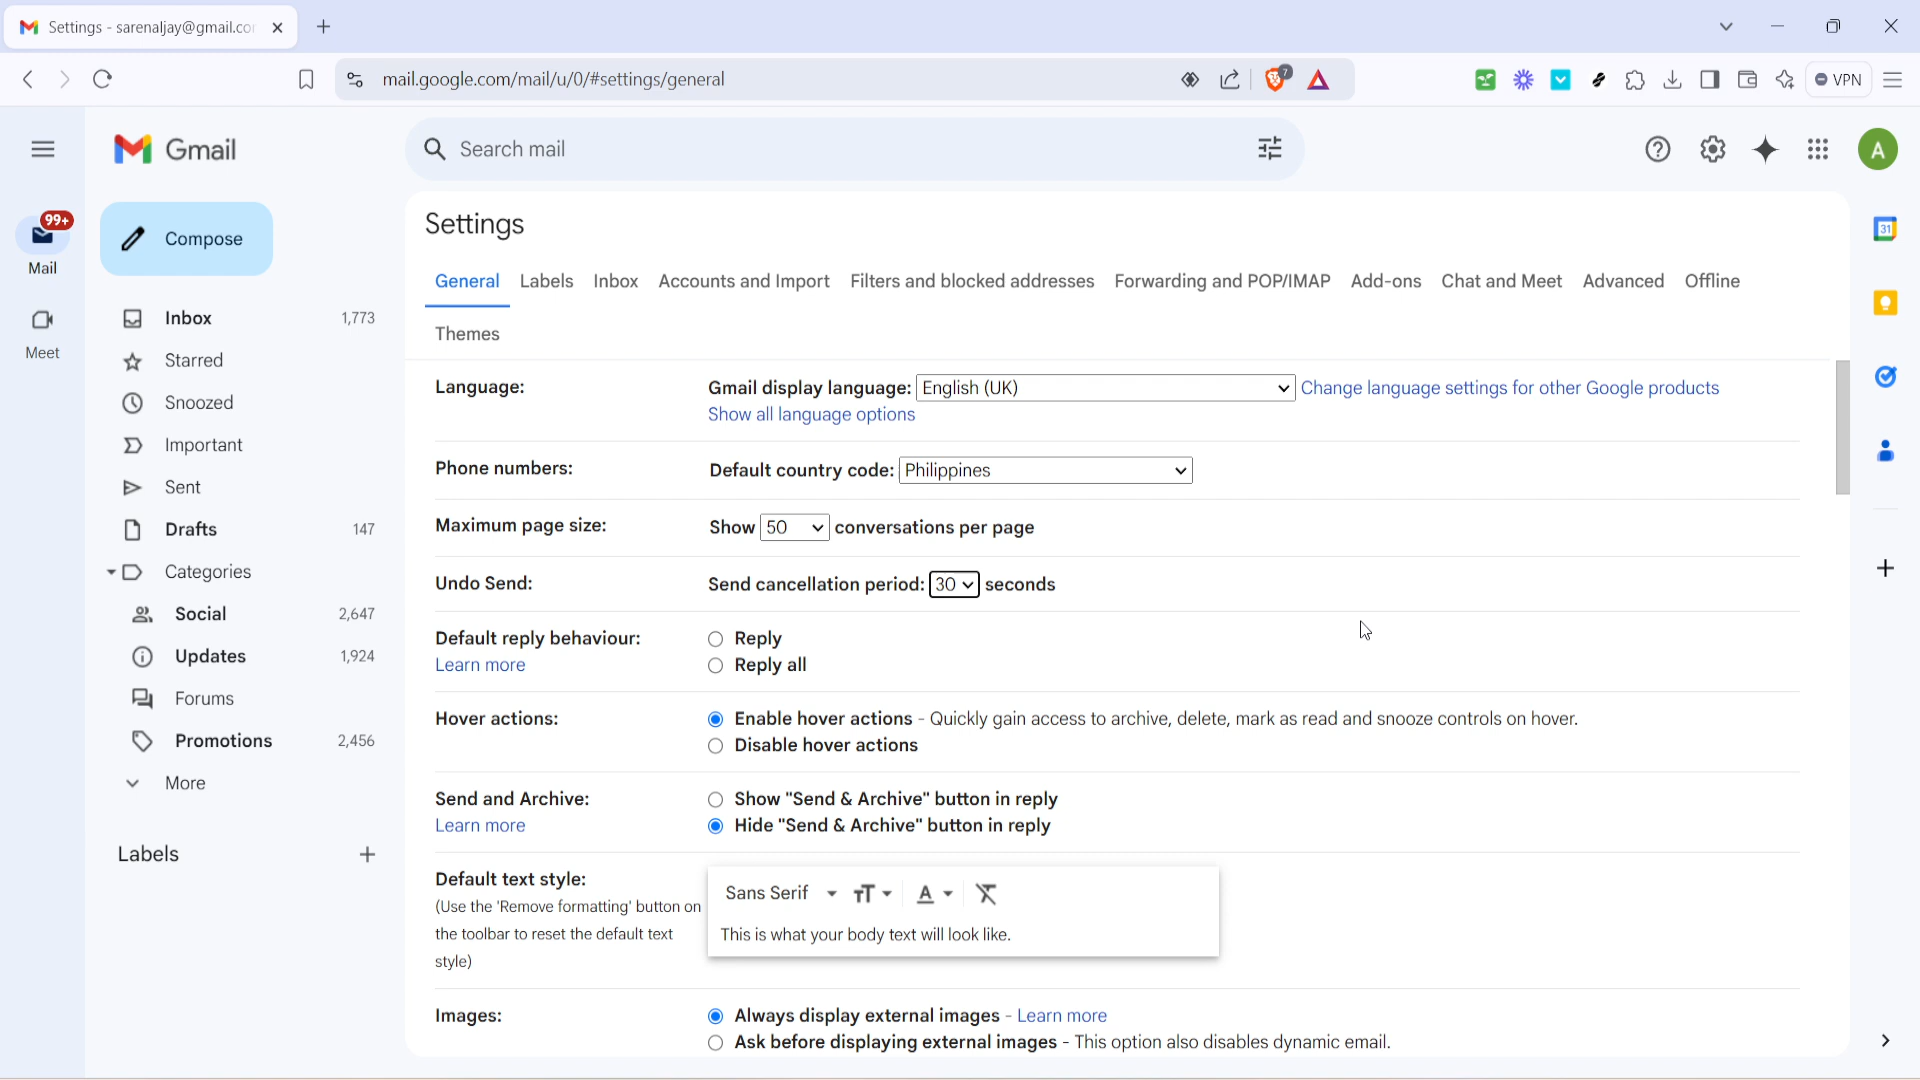 Settings - sarenaljay@gmail.co
mail.google.com/mail/u/0/#settings/general
7
VPN
Gmail
Search mail
A
99+
Mail
Meet
Compose
Inbox 1,773
Starred
Snoozed
Important
Sent
Drafts 147
Categories
Social 2,647
Updates 1,924
Forums
Promotions 2,456
More
Labels
Settings
General Labels Inbox Accounts and Import Filters and blocked addresses Forwarding and POP/IMAP Add-ons Chat and Meet Advanced Offline
Themes
Language: Gmail display language: English (UK) Change language settings for other Google products
Show all language options
Phone numbers: Default country code: Philippines
Maximum page size: Show 50 conversations per page
Undo Send: Send cancellation period: 30 seconds
Default reply behaviour: Reply
Learn more Reply all
Hover actions: Enable hover actions - Quickly gain access to archive, delete, mark as read and snooze controls on hover.
Disable hover actions
Send and Archive: Show "Send & Archive" button in reply
Learn more Hide "Send & Archive" button in reply
Default text style: Sans Serif
(Use the 'Remove formatting' button on
the toolbar to reset the default text
style)
This is what your body text will look like.
Images: Always display external images - Learn more
Ask before displaying external images - This option also disables dynamic email.
31